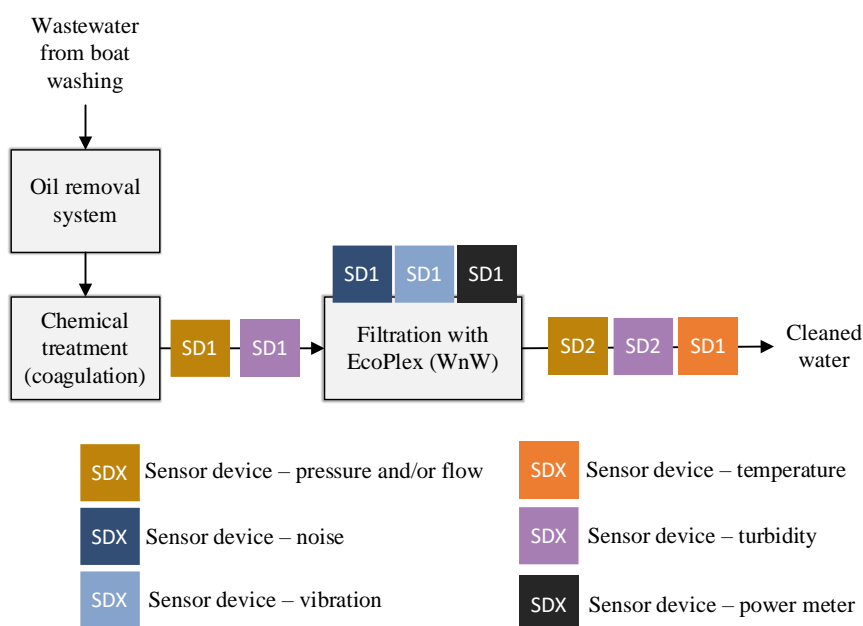 Wastewater
from boat
washing
Oil removal
system
Chemical
treatment
(coagulation)
SD1
SD1
SD1
SD1
SD1
Filtration with
EcoPlex (WnW)
SD2
SD2
SD1
Cleaned
water
SDX Sensor device – pressure and/or flow
SDX Sensor device – noise
SDX Sensor device – vibration
SDX Sensor device – temperature
SDX Sensor device – turbidity
SDX Sensor device – power meter